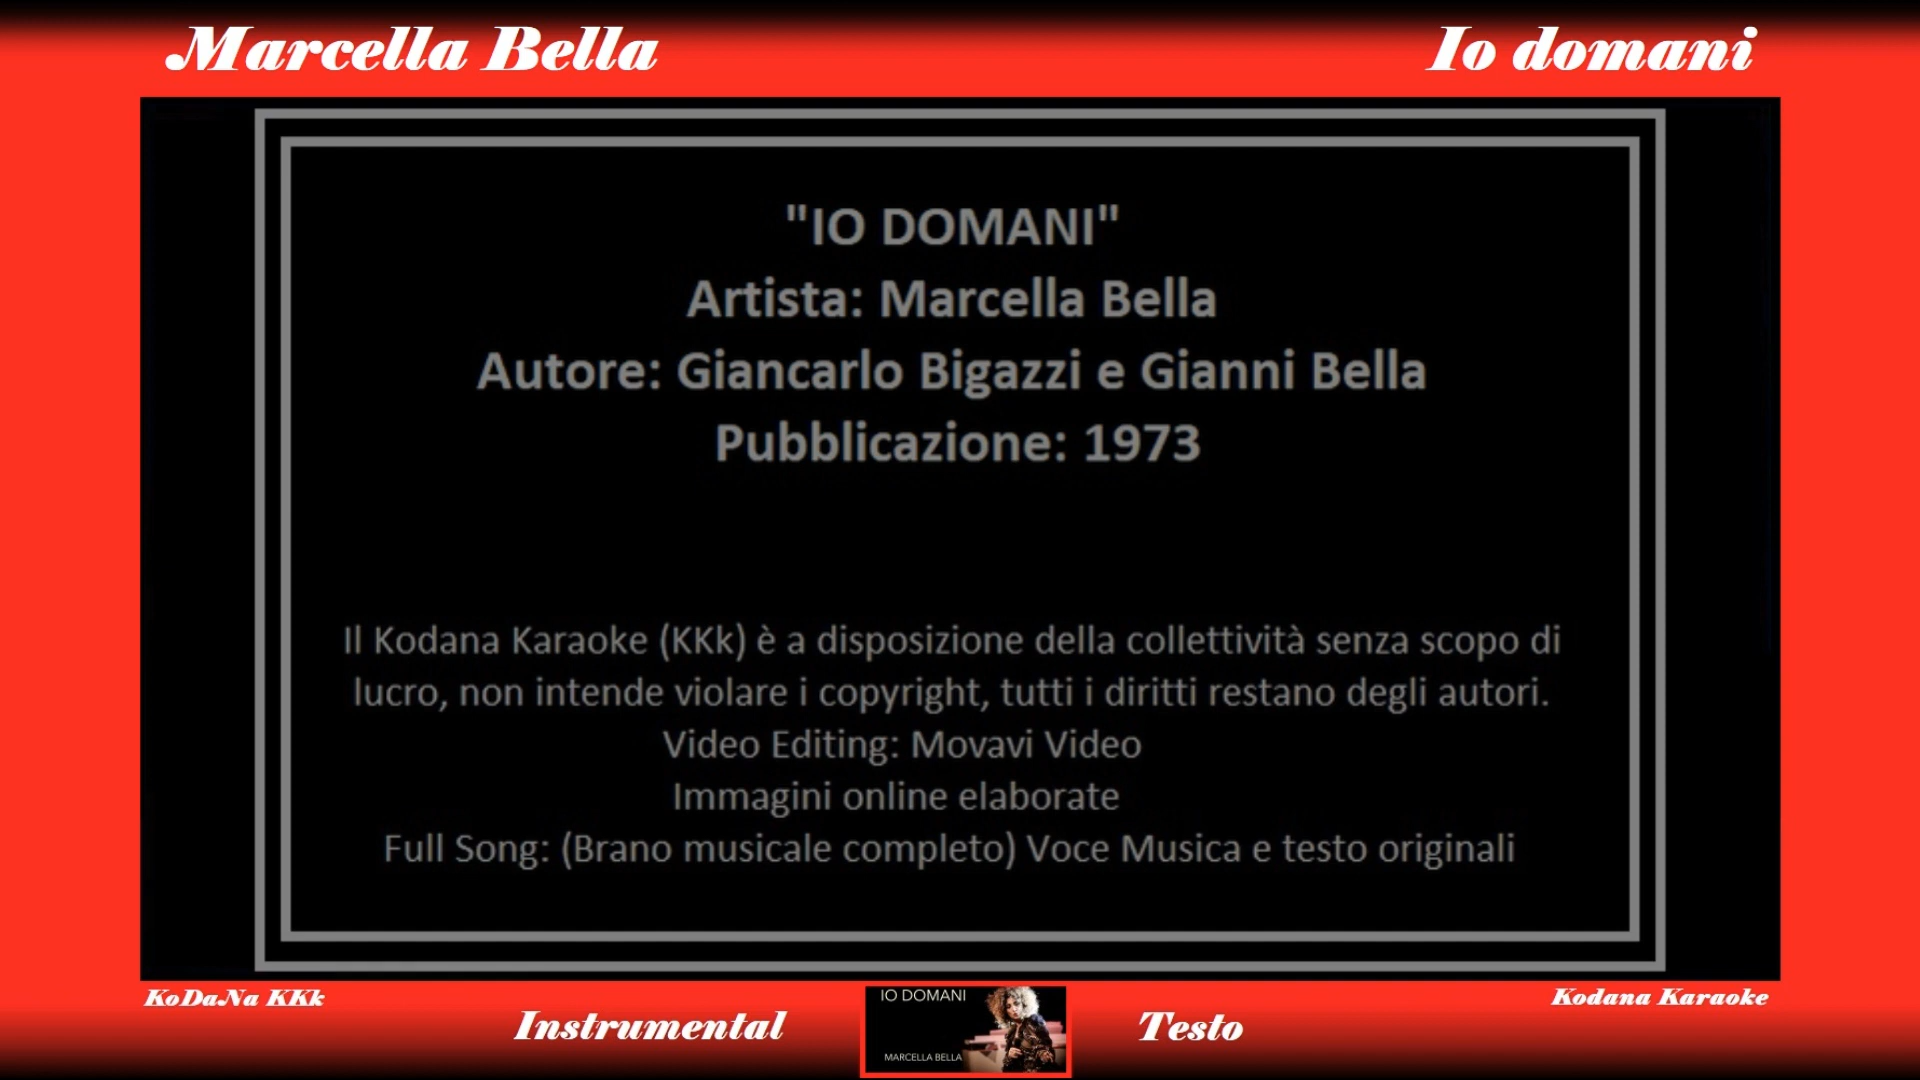 Marcella Bella
Io domani
"IO DOMANI"
Artista: Marcella Bella
Autore: Giancarlo Bigazzi e Gianni Bella
Pubblicazione: 1973
Il Kodana Karaoke (KKk) è a disposizione della collettività senza scopo di
lucro, non intende violare i copyright, tutti i diritti restano degli autori.
Video Editing: Movavi Video
Immagini online elaborate
Full Song: (Brano musicale completo) Voce Musica e testo originali
KoDaNa KKk
Kodana Karaoke
Instrumental
IO DOMANI
MARCELLA BELLA
Testo